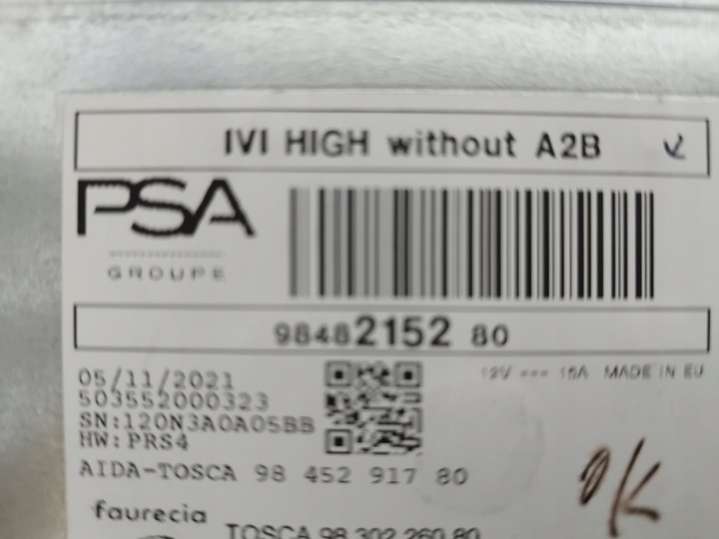 IVI HIGH without A2B
PSA
GROUPE
98482152 80
12V === 15A MADE IN EU
05/11/2021
503552000323
SN:120N3A0A05BB
HW:PRS4
AIDA-TOSCA 98 452 917 80
OK
faurecia
TOSCA 98 302 260 80